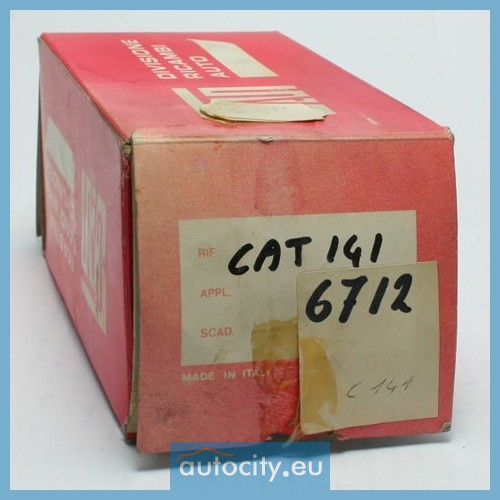 DIVISIONE
RICAMBI
AUTO
RIF.
CAT 141
APPL.
6712
SCAD.
MADE IN ITALY
C 141
autocity.eu